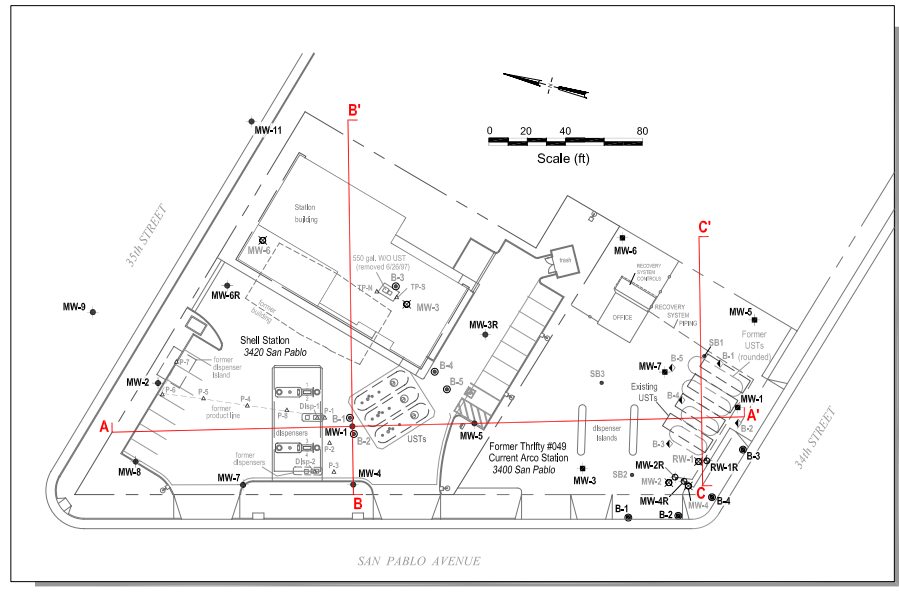 B'
0 20 40 60 80
Scale (ft)
MW-11
35th STREET
Station
building
MW-6
550 gal. W/O UST
(removed 6/26/97)
B-3
TP-N
TP-S
MW-3
C'
MW-6
trash
RECOVERY
SYSTEM
CONTROLS
OFFICE
RECOVERY
SYSTEM
PIPING
MW-5
Former
USTs
(rounded)
MW-9
MW-6R
former
building
MW-3R
Shell Station
3420 San Pablo
P-7
former
dispenser
Island
MW-2
P-6
P-5
P-4
former
product line
P-8
Disp-1
P-1
B-1
MW-1
B-2
P-2
dispensers
former
dispensers
Disp-2
P-3
B-4
B-5
USTs
MW-5
SB1
B-1
B-5
MW-7
SB3
Existing
USTs
B-4
MW-1
A'
B-2
A
dispenser
Islands
B-3
34th STREET
Former Thrifty #049
Current Arco Station
3400 San Pablo
MW-8
MW-7
MW-4
B
MW-3
SB2
RW-1
RW-1R
B-3
MW-2R
MW-2
C
MW-4R
MW-4
B-4
B-1
B-2
SAN PABLO AVENUE